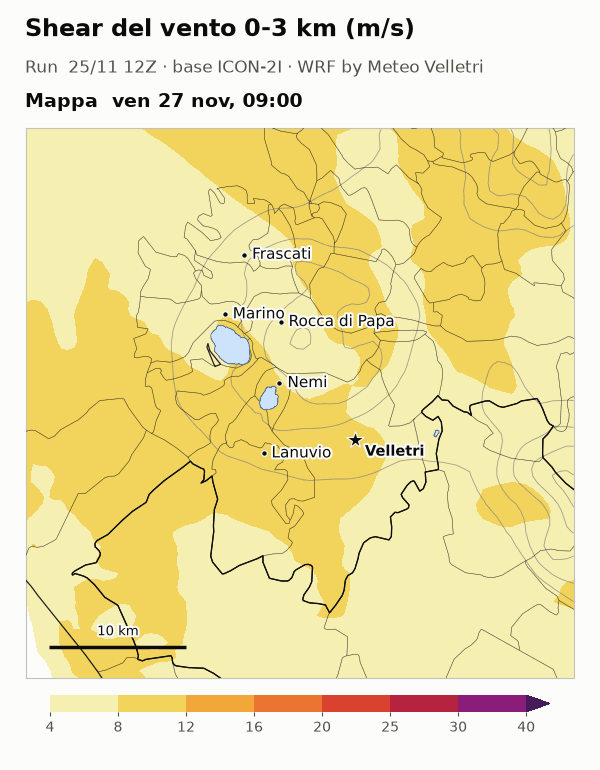 Shear del vento 0-3 km (m/s)
Run  25/11 12Z · base ICON-2I · WRF by Meteo Velletri
Mappa  ven 27 nov, 09:00
Frascati
Marino
Rocca di Papa
Nemi
Velletri
Lanuvio
10 km
4 8 12 16 20 25 30 40